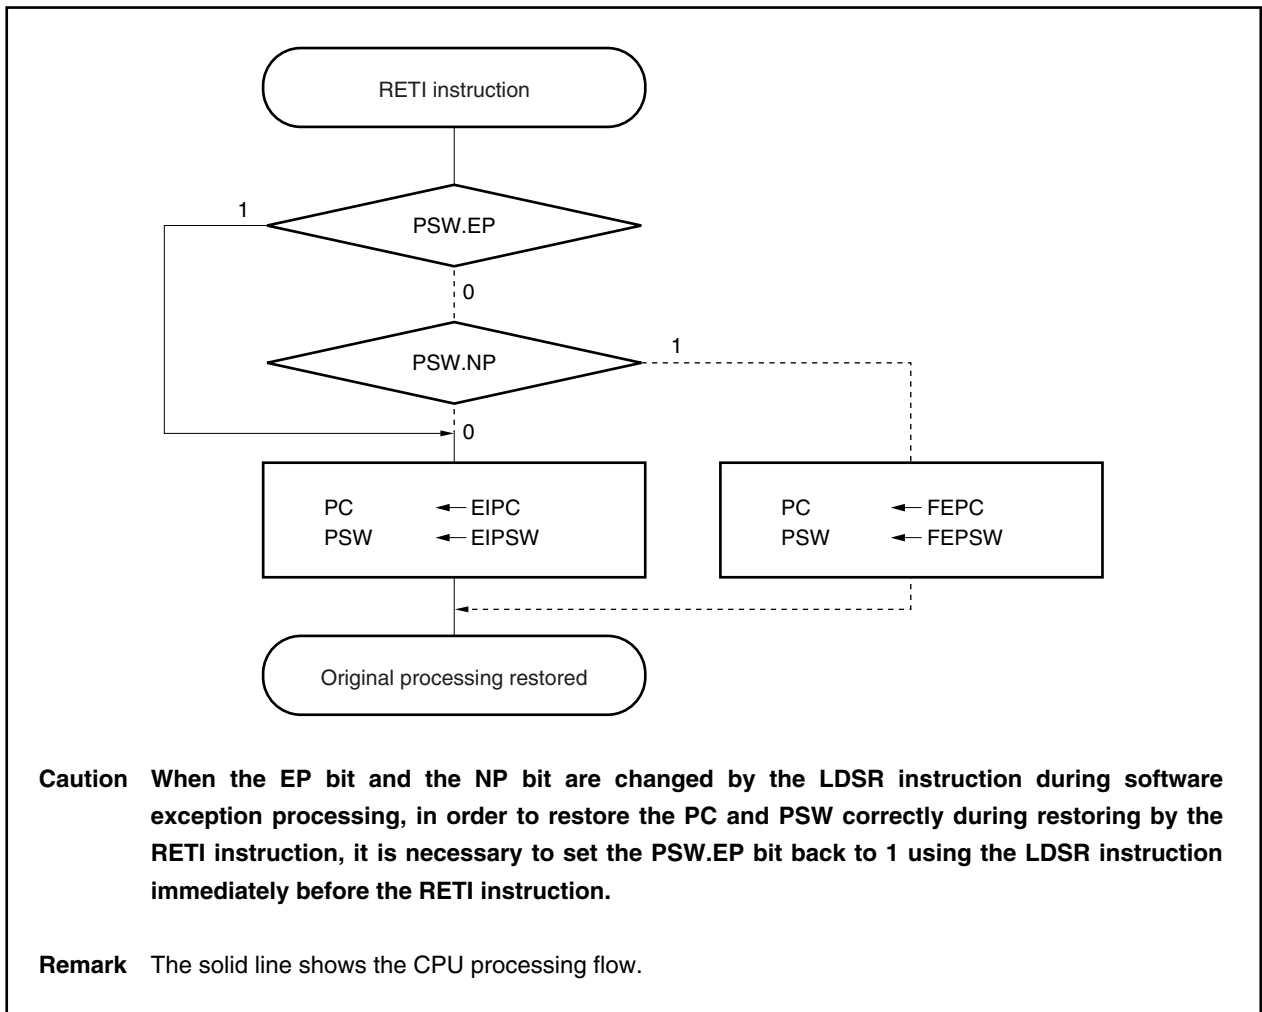 RETI instruction
1
PSW.EP
0
PSW.NP
1
0
PC ← EIPC
PSW ← EIPSW
PC ← FEPC
PSW ← FEPSW
Original processing restored
Caution When the EP bit and the NP bit are changed by the LDSR instruction during software
exception processing, in order to restore the PC and PSW correctly during restoring by the
RETI instruction, it is necessary to set the PSW.EP bit back to 1 using the LDSR instruction
immediately before the RETI instruction.
Remark The solid line shows the CPU processing flow.